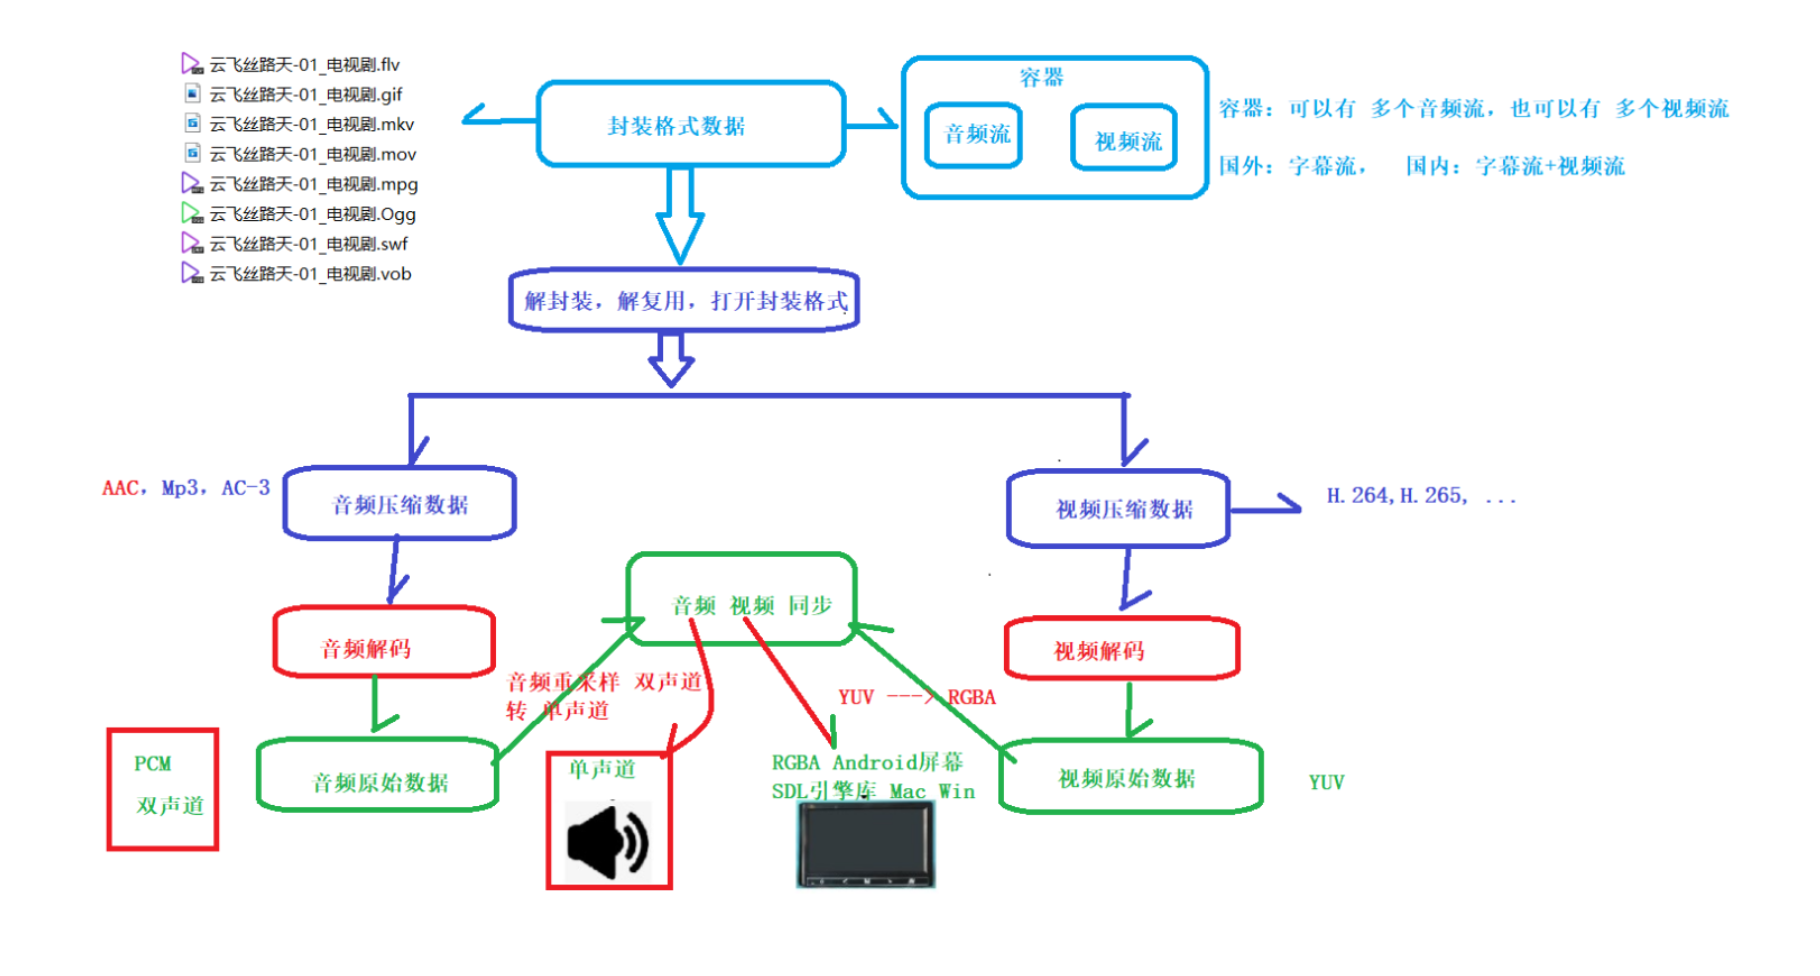 云飞丝路天-01_电视剧.flv
云飞丝路天-01_电视剧.gif
云飞丝路天-01_电视剧.mkv
云飞丝路天-01_电视剧.mov
云飞丝路天-01_电视剧.mpg
云飞丝路天-01_电视剧.Ogg
云飞丝路天-01_电视剧.swf
云飞丝路天-01_电视剧.vob
封装格式数据
容器
音频流
视频流
容器：可以有 多个音频流，也可以有 多个视频流
国外：字幕流， 国内：字幕流+视频流
解封装，解复用，打开封装格式
AAC，Mp3，AC-3
音频压缩数据
视频压缩数据
H.264,H.265, ...
音频 视频 同步
音频解码
视频解码
音频重采样 双声道
转 单声道
YUV ---> RGBA
PCM
双声道
音频原始数据
单声道
RGBA Android屏幕
SDL引擎库 Mac Win
视频原始数据
YUV